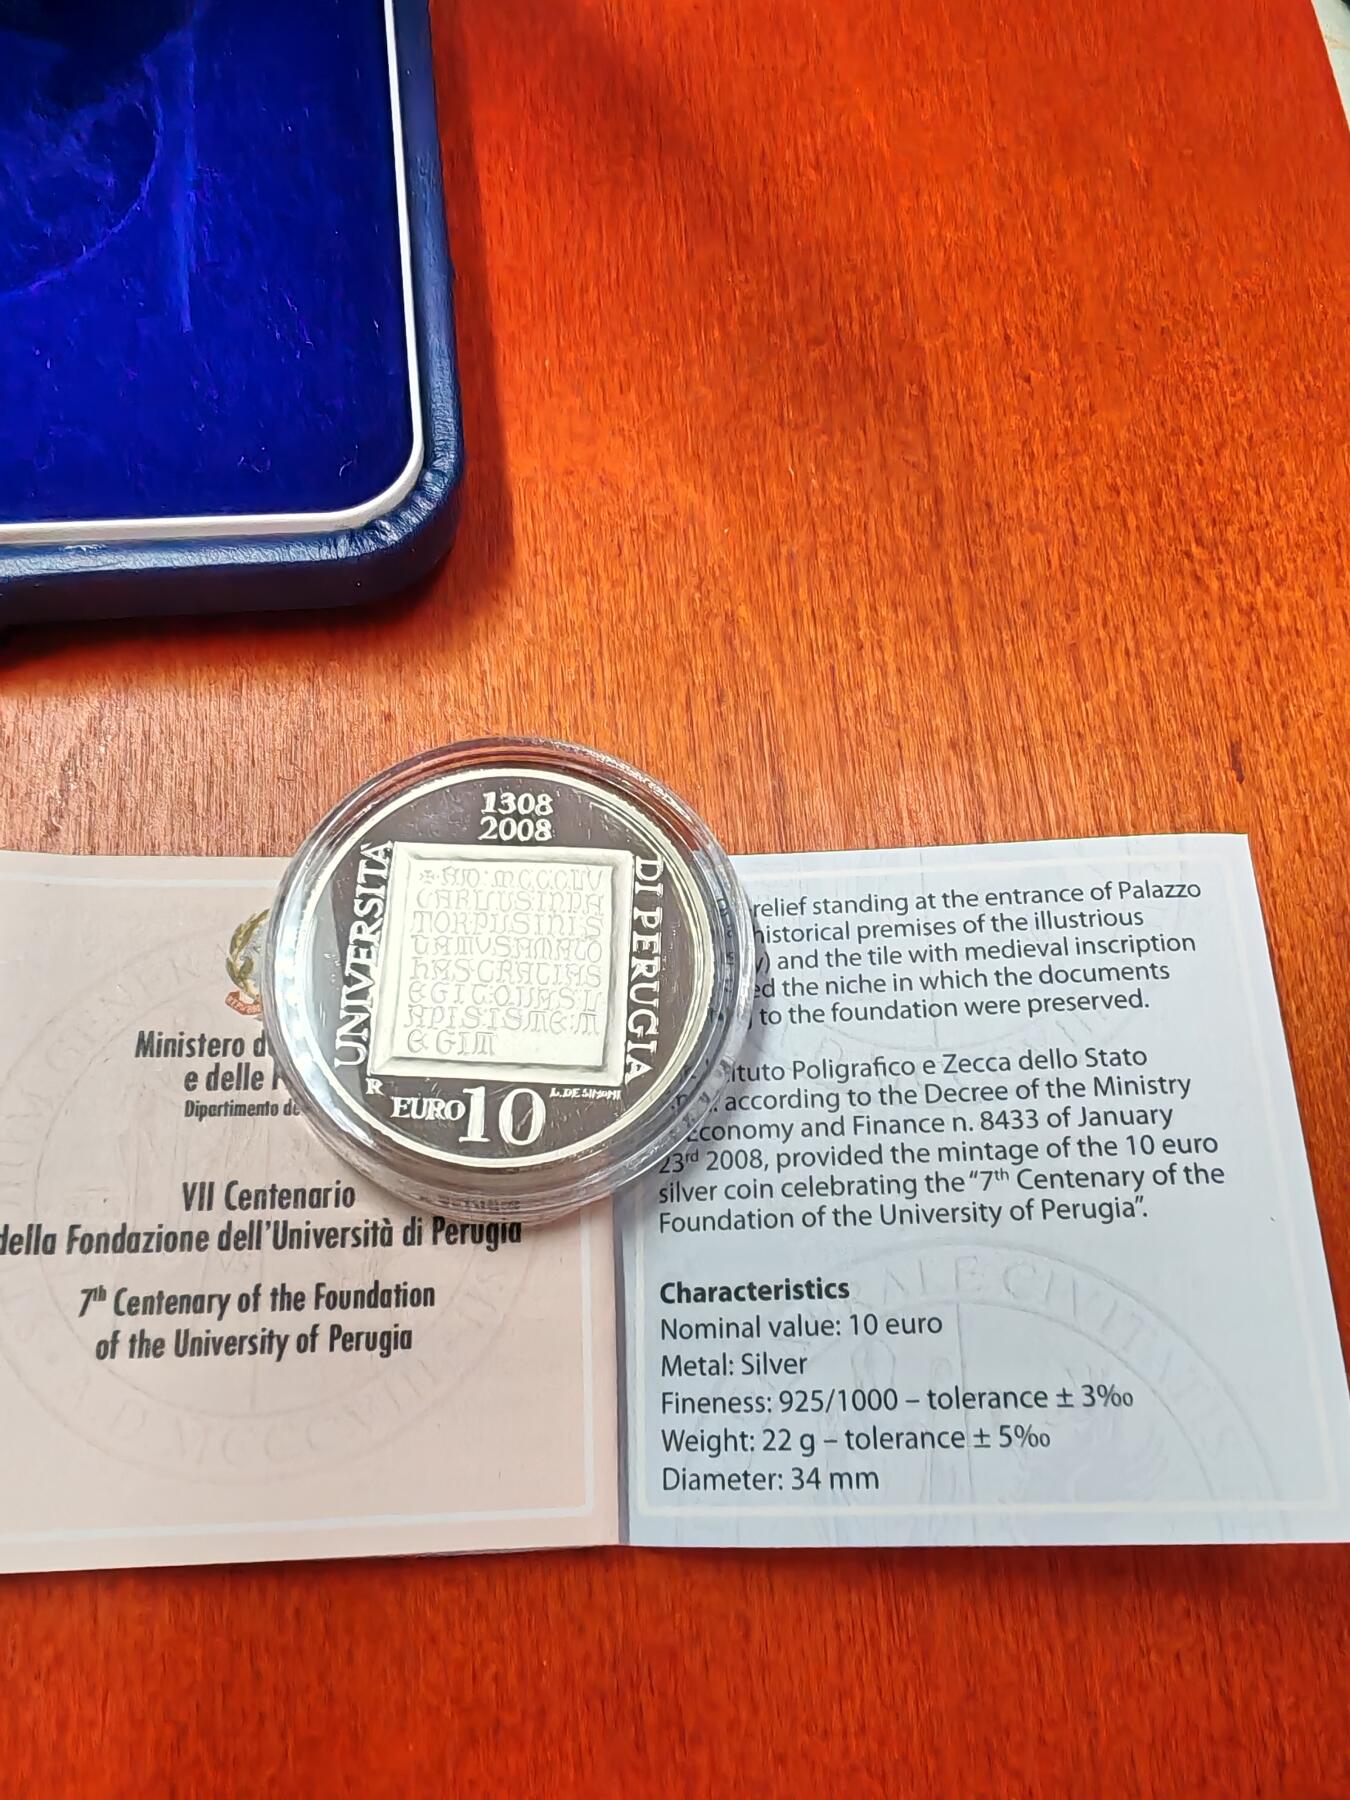 1308
2008
UNIVERSITÀ
DI PERUGIA
R
EURO 10
L. DE SIMONI
Ministero
e delle
Dipartimento
VII Centenario
della Fondazione dell'Università di Perugia
7th Centenary of the Foundation
of the University of Perugia
relief standing at the entrance of Palazzo
historical premises of the illustrious
and the tile with medieval inscription
the niche in which the documents
to the foundation were preserved.
Poligrafico e Zecca dello Stato
according to the Decree of the Ministry
Economy and Finance n. 8433 of January
23rd 2008, provided the mintage of the 10 euro
silver coin celebrating the "7th Centenary of the
Foundation of the University of Perugia".
Characteristics
Nominal value: 10 euro
Metal: Silver
Fineness: 925/1000 – tolerance ± 3‰
Weight: 22 g – tolerance ± 5‰
Diameter: 34 mm